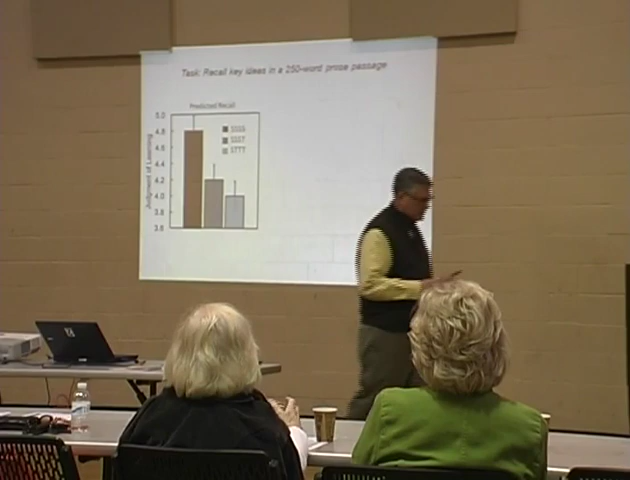 Task: Recall key ideas in a 250-word prose passage
Predicted Recall
5.0
4.8
4.6
4.4
4.2
4.0
3.8
3.6
Judgment of Learning
SSSS
SSST
STTT